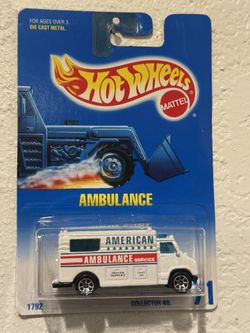 FOR AGES OVER 3
DIE CAST METAL
Hot Wheels
MATTEL
AMBULANCE
AMERICAN
AMBULANCE SERVICE
1792
COLLECTOR NO.